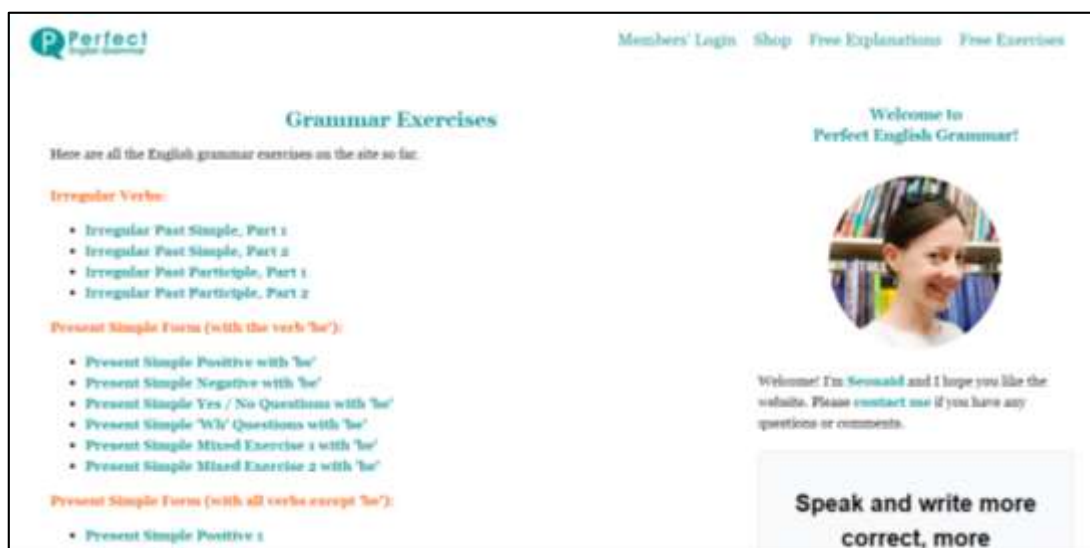 Perfect
English Grammar
Members' Login Shop Free Explanations Free Exercises
Grammar Exercises
Here are all the English grammar exercises on the site so far.
Irregular Verbs:
Irregular Past Simple, Part 1
Irregular Past Simple, Part 2
Irregular Past Participle, Part 1
Irregular Past Participle, Part 2
Present Simple Form (with the verb 'be'):
Present Simple Positive with 'be'
Present Simple Negative with 'be'
Present Simple Yes / No Questions with 'be'
Present Simple 'Wh' Questions with 'be'
Present Simple Mixed Exercise 1 with 'be'
Present Simple Mixed Exercise 2 with 'be'
Present Simple Form (with all verbs except 'be'):
Present Simple Positive 1
Welcome to
Perfect English Grammar!
Welcome! I'm Seonaid and I hope you like the
website. Please contact me if you have any
questions or comments.
Speak and write more
correct, more